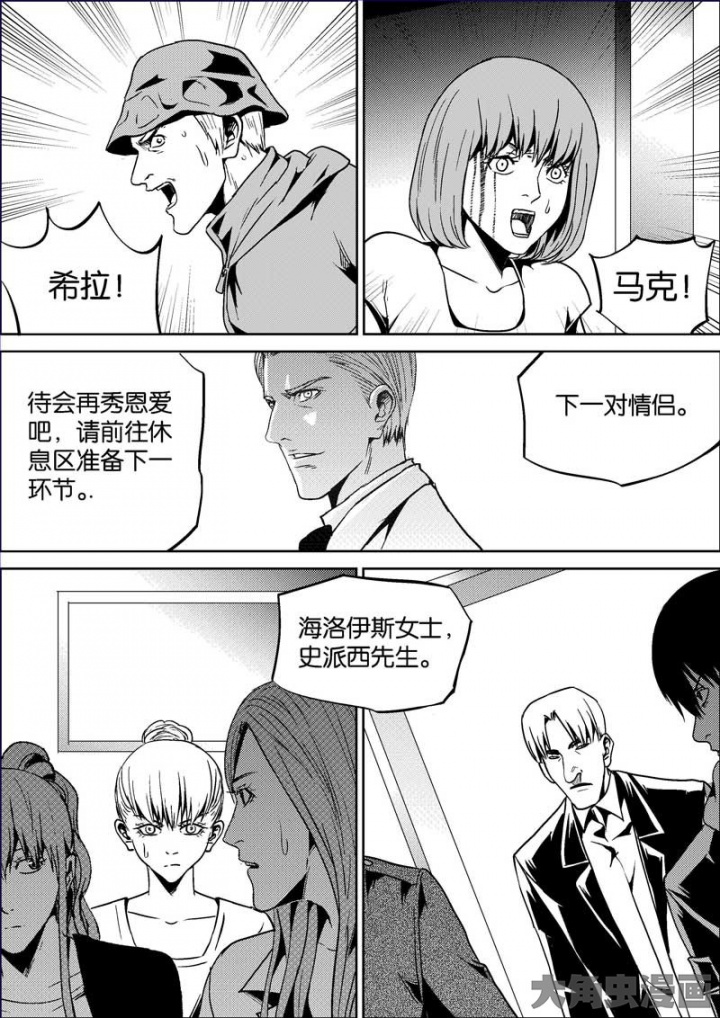 希拉！
马克！
待会再秀恩爱
吧，请前往休
息区准备下一
环节。.
下一对情侣。
海洛伊斯女士，
史派西先生。
大角虫漫画